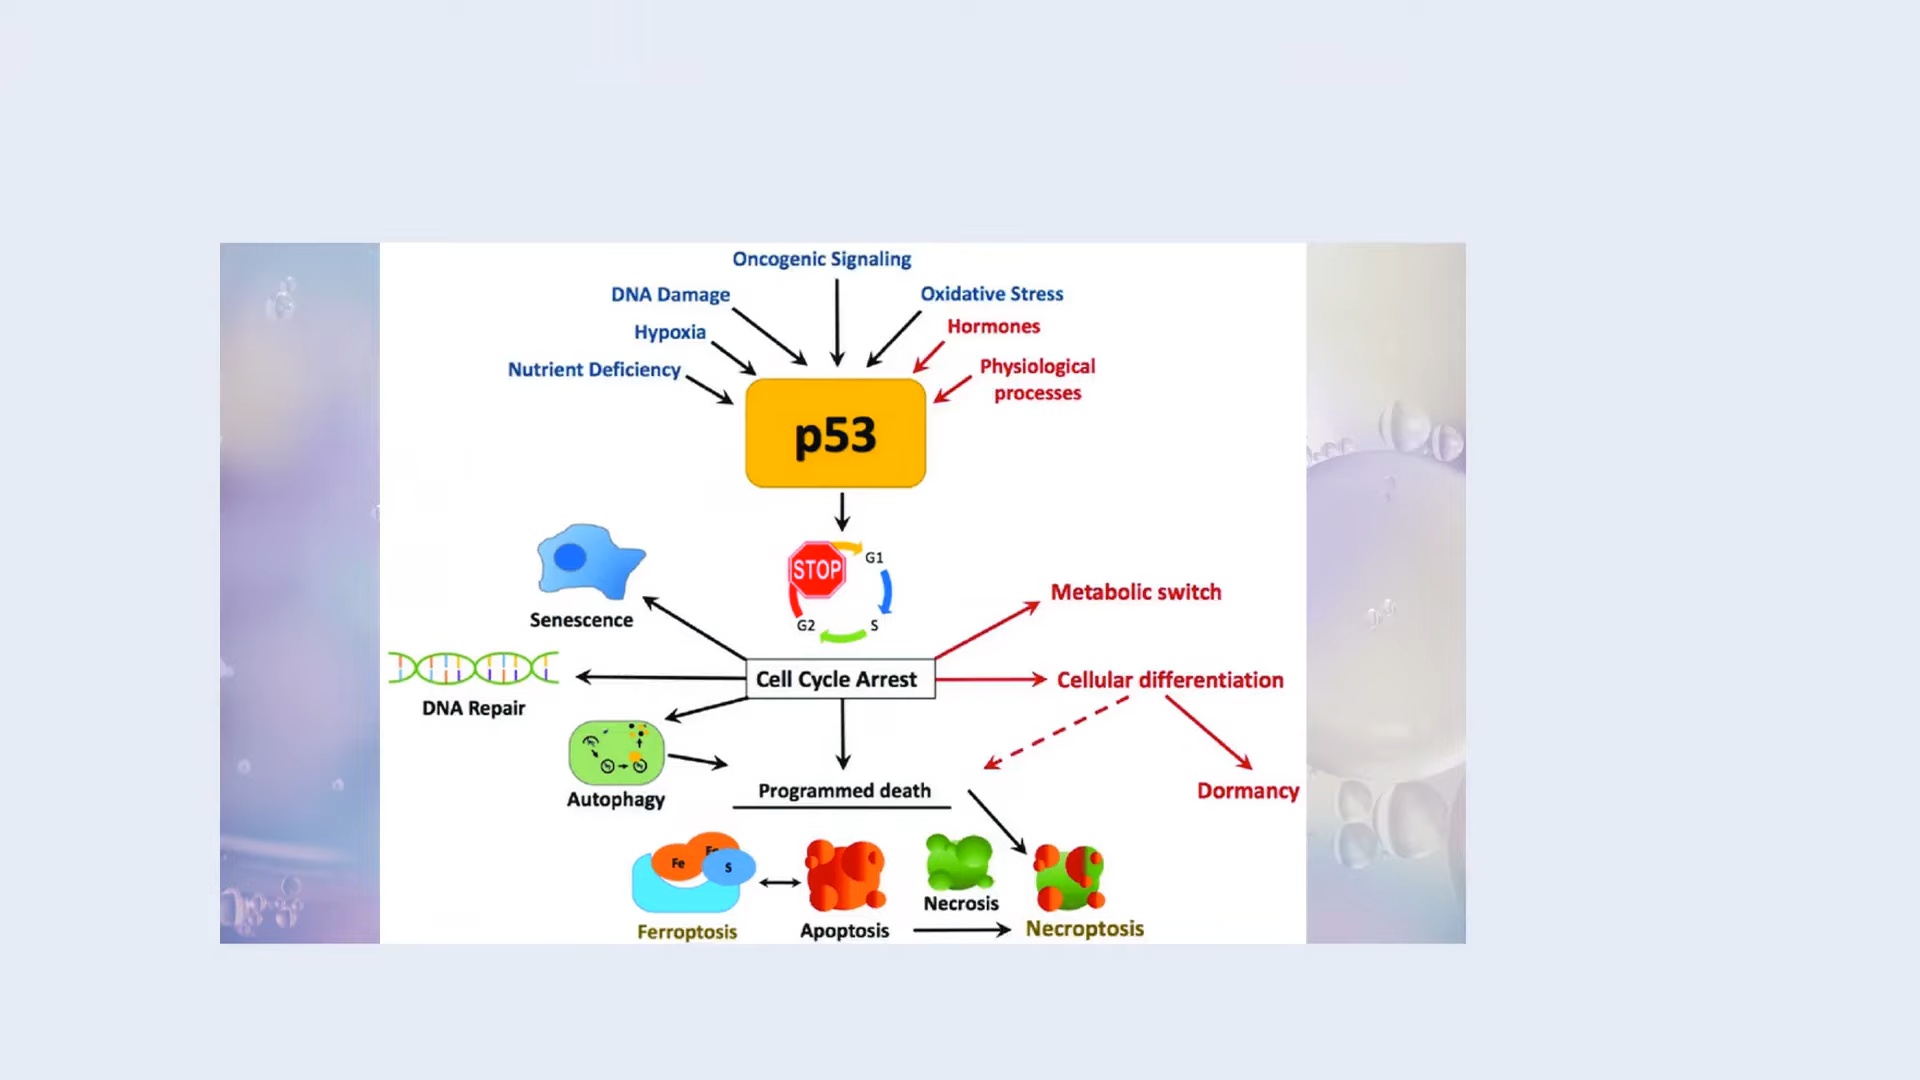 Oncogenic Signaling
DNA Damage
Oxidative Stress
Hypoxia
Hormones
Nutrient Deficiency
Physiological
processes
p53
STOP
G1
G2
S
Senescence
Metabolic switch
Cell Cycle Arrest
Cellular differentiation
DNA Repair
Autophagy
Programmed death
Dormancy
Fe
Fe
S
Necrosis
Ferroptosis
Apoptosis
Necroptosis